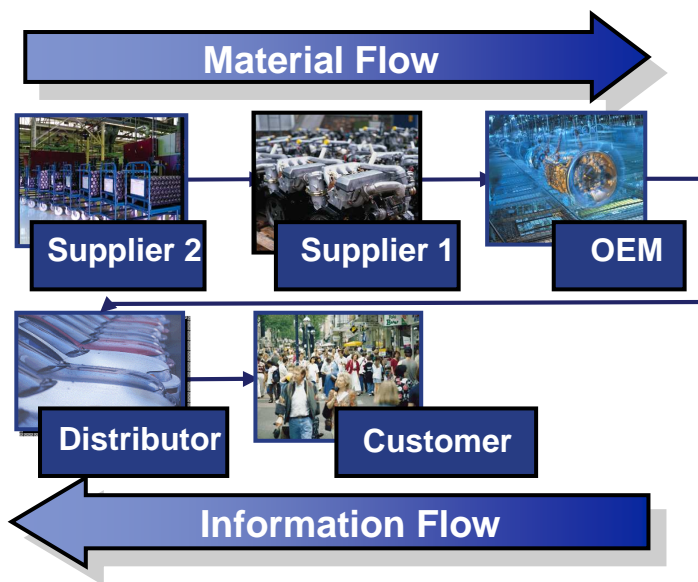 Material Flow
Supplier 2
Supplier 1
OEM
Distributor
Customer
Information Flow